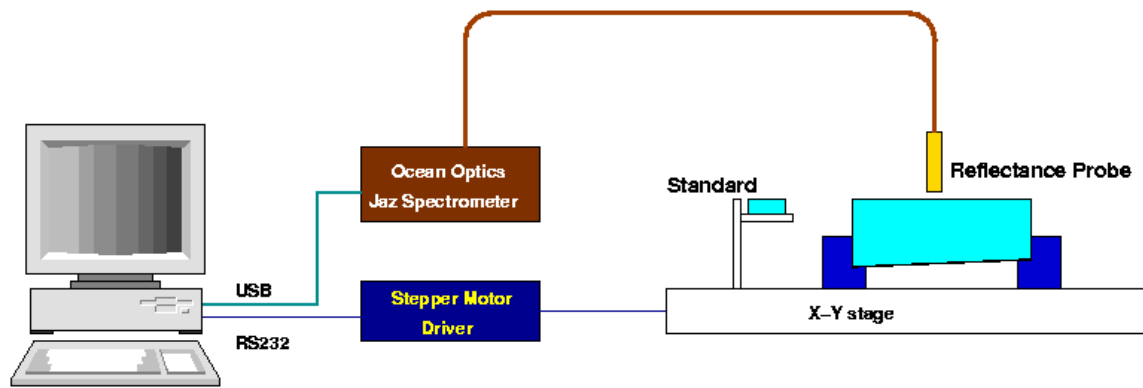 Ocean Optics
Jaz Spectrometer
Standard
Reflectance Probe
USB
Stepper Motor
Driver
X–Y stage
RS232